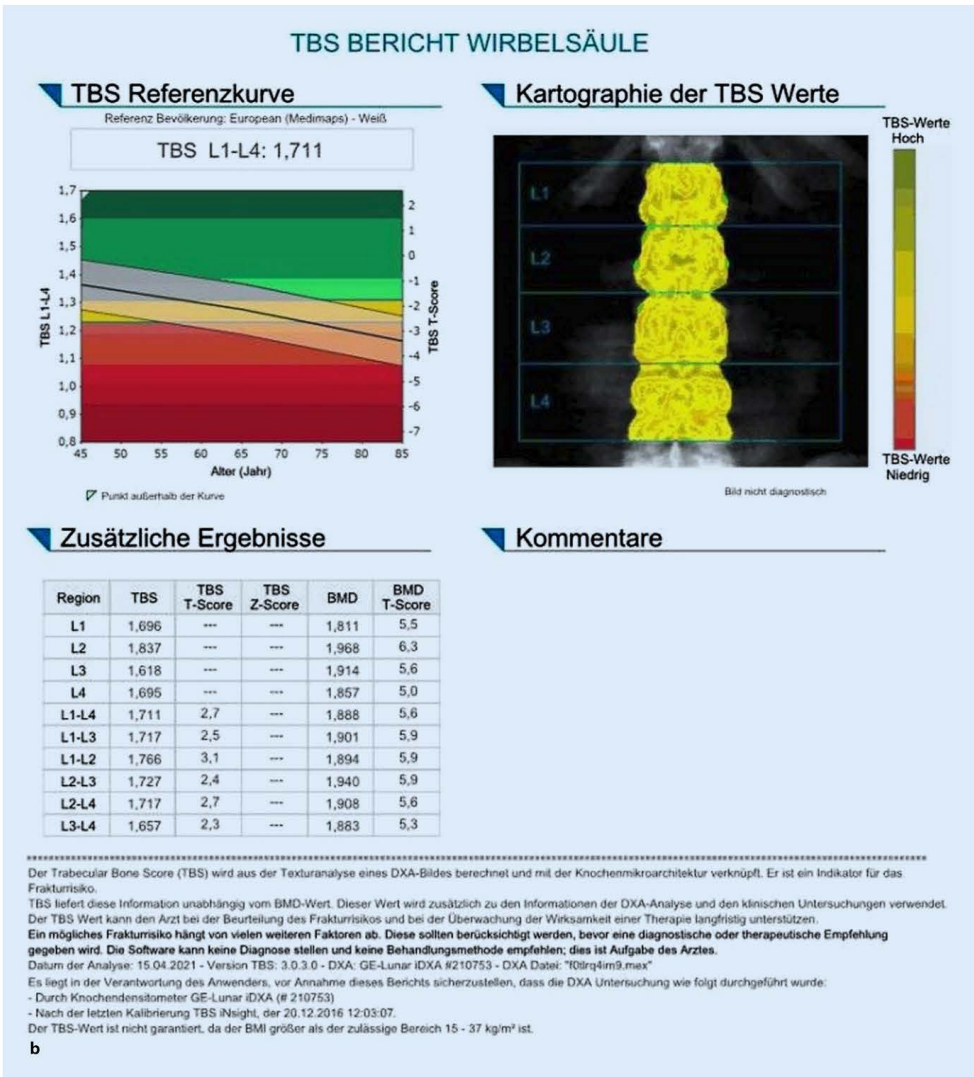 TBS BERICHT WIRBELSÄULE
TBS Referenzkurve
Referenz Bevölkerung: European (Medimaps) - Weiß
TBS L1-L4: 1,711
1,7
1,6
1,5
1,4
1,3
1,2
1,1
1,0
0,9
0,8
TBS L1-L4
2
1
0
-1
-2
-3
-4
-5
-6
-7
TBS T-Score
45 50 55 60 65 70 75 80 85
Alter (Jahr)
Punkt außerhalb der Kurve
Kartographie der TBS Werte
L1
L2
L3
L4
TBS-Werte
Hoch
TBS-Werte
Niedrig
Bild nicht diagnostisch
Zusätzliche Ergebnisse
Region TBS TBS T-Score TBS Z-Score BMD BMD T-Score
L1 1,696 --- --- 1,811 5,5
L2 1,837 --- --- 1,968 6,3
L3 1,618 --- --- 1,914 5,6
L4 1,695 --- --- 1,857 5,0
L1-L4 1,711 2,7 --- 1,888 5,6
L1-L3 1,717 2,5 --- 1,901 5,9
L1-L2 1,766 3,1 --- 1,894 5,9
L2-L3 1,727 2,4 --- 1,940 5,9
L2-L4 1,717 2,7 --- 1,908 5,6
L3-L4 1,657 2,3 --- 1,883 5,3
Kommentare
Der Trabecular Bone Score (TBS) wird aus der Texturanalyse eines DXA-Bildes berechnet und mit der Knochenmikroarchitektur verknüpft. Er ist ein Indikator für das
Frakturrisiko.
TBS liefert diese Information unabhängig vom BMD-Wert. Dieser Wert wird zusätzlich zu den Informationen der DXA-Analyse und den klinischen Untersuchungen verwendet.
Der TBS Wert kann den Arzt bei der Beurteilung des Frakturrisikos und bei der Überwachung der Wirksamkeit einer Therapie langfristig unterstützen.
Ein mögliches Frakturrisiko hängt von vielen weiteren Faktoren ab. Diese sollten berücksichtigt werden, bevor eine diagnostische oder therapeutische Empfehlung
gegeben wird. Die Software kann keine Diagnose stellen und keine Behandlungsmethode empfehlen; dies ist Aufgabe des Arztes.
Datum der Analyse: 15.04.2021 - Version TBS: 3.0.3.0 - DXA: GE-Lunar iDXA #210753 - DXA Datei:
Es liegt in der Verantwortung des Anwenders, vor Annahme dieses Berichts sicherzustellen, dass die DXA Untersuchung wie folgt durchgeführt wurde:
- Durch Knochendensitometer GE-Lunar iDXA (# 210753)
- Nach der letzten Kalibrierung TBS iNsight, der 20.12.2016 12:03:07.
Der TBS-Wert ist nicht garantiert, da der BMI größer als der zulässige Bereich 15 - 37 kg/m² ist.
b